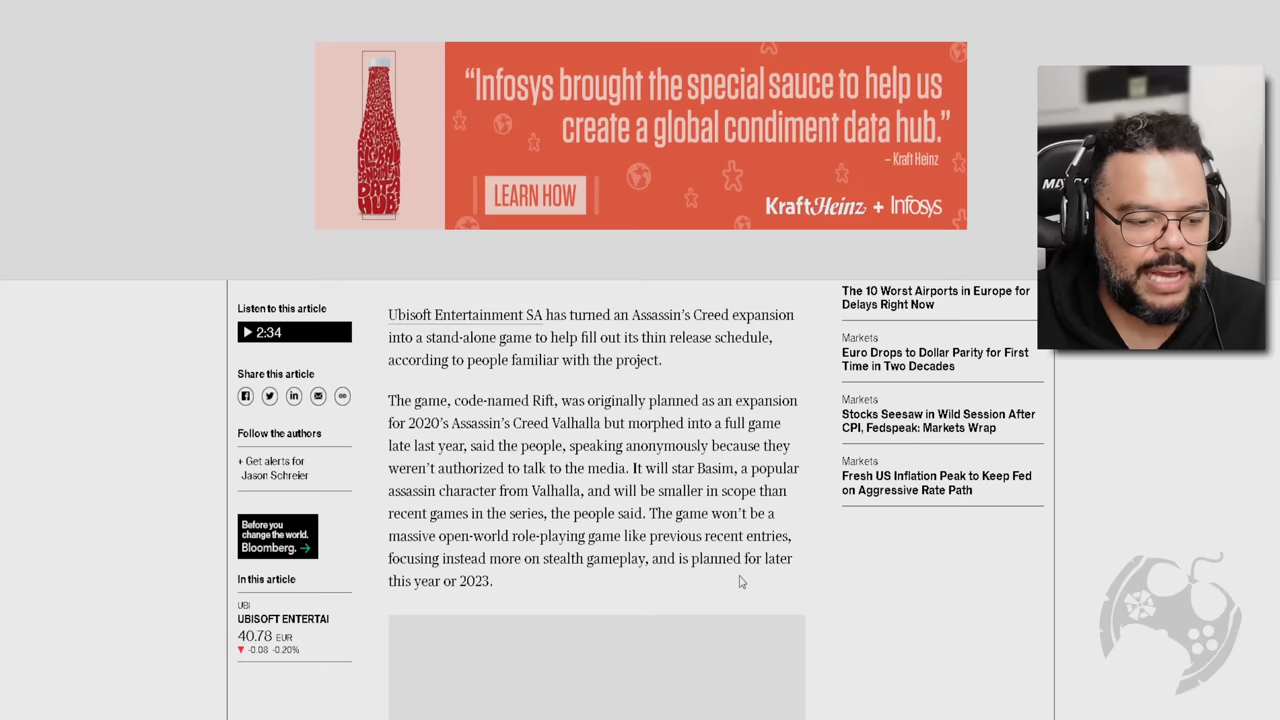 “Infosys brought the special sauce to help us
create a global condiment data hub.”
– Kraft Heinz
LEARN HOW
KraftHeinz + Infosys
GLOBAL
CONDIMENT
DATA
HUB
Listen to this article
2:34
Share this article
Follow the authors
+ Get alerts for
Jason Schreier
Before you
change the world.
Bloomberg.
In this article
UBI
UBISOFT ENTERTAI
40.78 EUR
-0.08 -0.20%
Ubisoft Entertainment SA has turned an Assassin’s Creed expansion
into a stand-alone game to help fill out its thin release schedule,
according to people familiar with the project.
The game, code-named Rift, was originally planned as an expansion
for 2020’s Assassin’s Creed Valhalla but morphed into a full game
late last year, said the people, speaking anonymously because they
weren’t authorized to talk to the media. It will star Basim, a popular
assassin character from Valhalla, and will be smaller in scope than
recent games in the series, the people said. The game won’t be a
massive open-world role-playing game like previous recent entries,
focusing instead more on stealth gameplay, and is planned for later
this year or 2023.
The 10 Worst Airports in Europe for
Delays Right Now
Markets
Euro Drops to Dollar Parity for First
Time in Two Decades
Markets
Stocks Seesaw in Wild Session After
CPI, Fedspeak: Markets Wrap
Markets
Fresh US Inflation Peak to Keep Fed
on Aggressive Rate Path